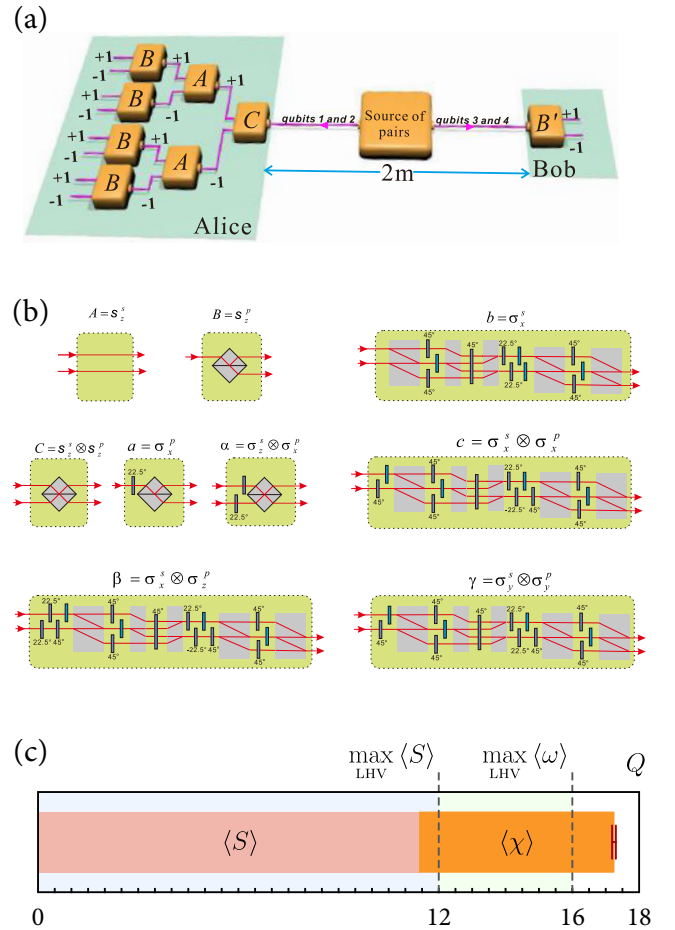 (a)
+1 B +1
-1 A +1
+1 B -1
-1
+1 B +1 C qubits 1 and 2 Source of pairs qubits 3 and 4 B' +1
-1 A -1 -1
+1 B -1
-1
2m
Alice
Bob
(b)
A = s_z^s
B = s_z^p
b = σ_x^s
45° 45° 22.5° 45°
45° 22.5° 45° 45°
C = s_z^s ⊗ s_z^p
a = σ_x^p
α = σ_z^s ⊗ σ_x^p
c = σ_x^s ⊗ σ_x^p
22.5°
22.5°
45° 22.5° 45°
45° 45° -22.5° 45° 45°
β = σ_x^s ⊗ σ_z^p
γ = σ_y^s ⊗ σ_y^p
22.5° 45° 45° 22.5° 45°
22.5° 45° 45° -22.5° 45° 45°
45° 45° 22.5° 45°
45° 45° 22.5° 45° 45°
(c)
max LHV ⟨S⟩
max LHV ⟨ω⟩
Q
⟨S⟩
⟨χ⟩
0 12 16 18